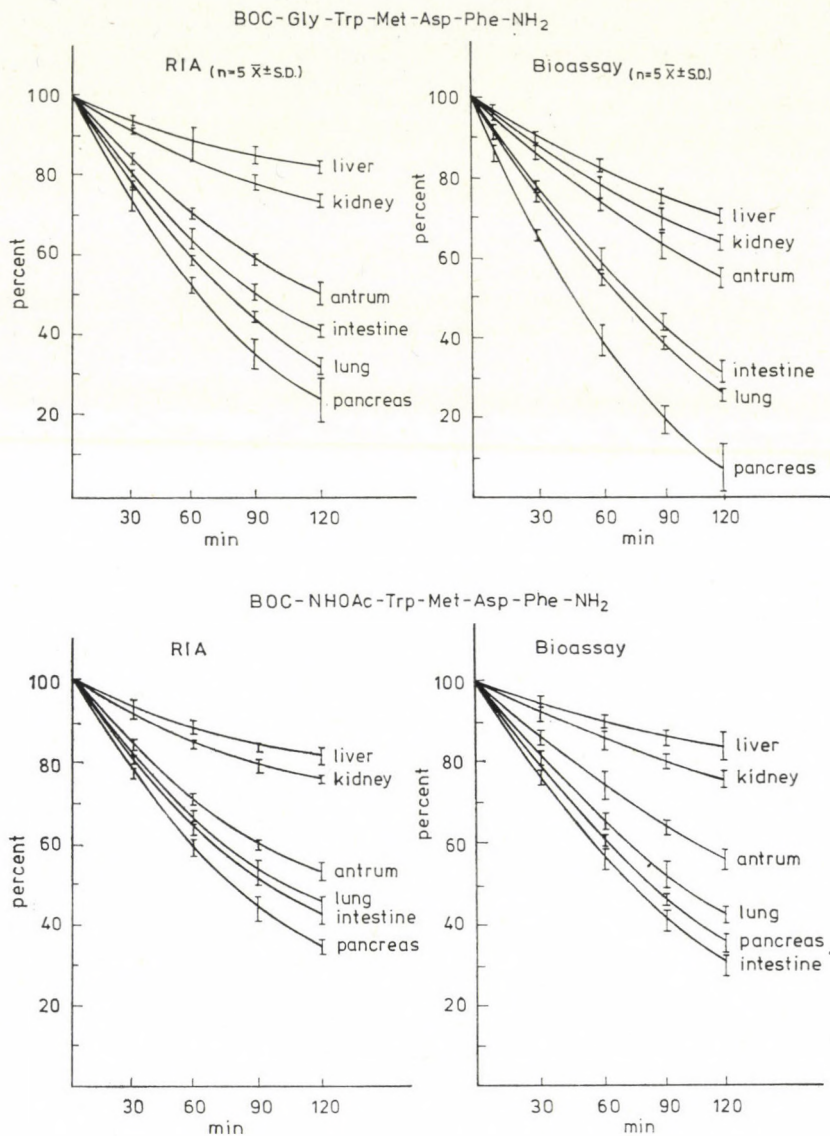 BOC-Gly-Trp-Met-Asp-Phe-NH₂
RIA (n=5 X̄±S.D.)
percent
100
80
60
40
20
30 60 90 120
min
liver
kidney
antrum
intestine
lung
pancreas
Bioassay (n=5 X̄±S.D.)
percent
100
80
60
40
20
30 60 90 120
min
liver
kidney
antrum
intestine
lung
pancreas
BOC-NHOAc-Trp-Met-Asp-Phe-NH₂
RIA
percent
100
80
60
40
20
30 60 90 120
min
liver
kidney
antrum
lung
intestine
pancreas
Bioassay
percent
100
80
60
40
20
30 60 90 120
min
liver
kidney
antrum
lung
pancreas
intestine